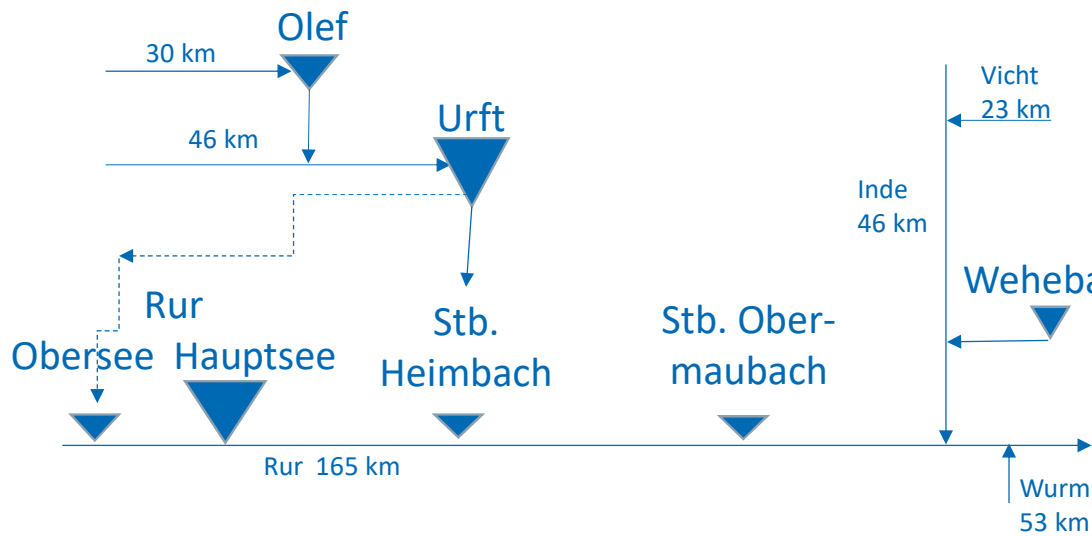 Olef
30 km
Urft
46 km
Vicht
23 km
Inde
46 km
Weheba
Rur
Obersee Hauptsee
Stb.
Heimbach
Stb. Ober-
maubach
Rur 165 km
Wurm
53 km